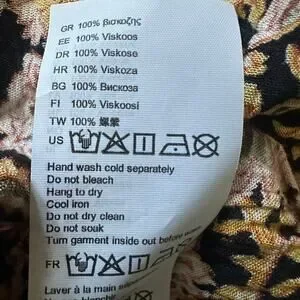 GR 100% βισκοζης
EE 100% Viskoos
DR 100% Viskose
HR 100% Viskoza
BG 100% Вискоза
FI 100% Viskoosi
TW 100% 嫘縈
US
Hand wash cold separately
Do not bleach
Hang to dry
Cool iron
Do not dry clean
Do not soak
Turn garment inside out before
FR
Laver à la main